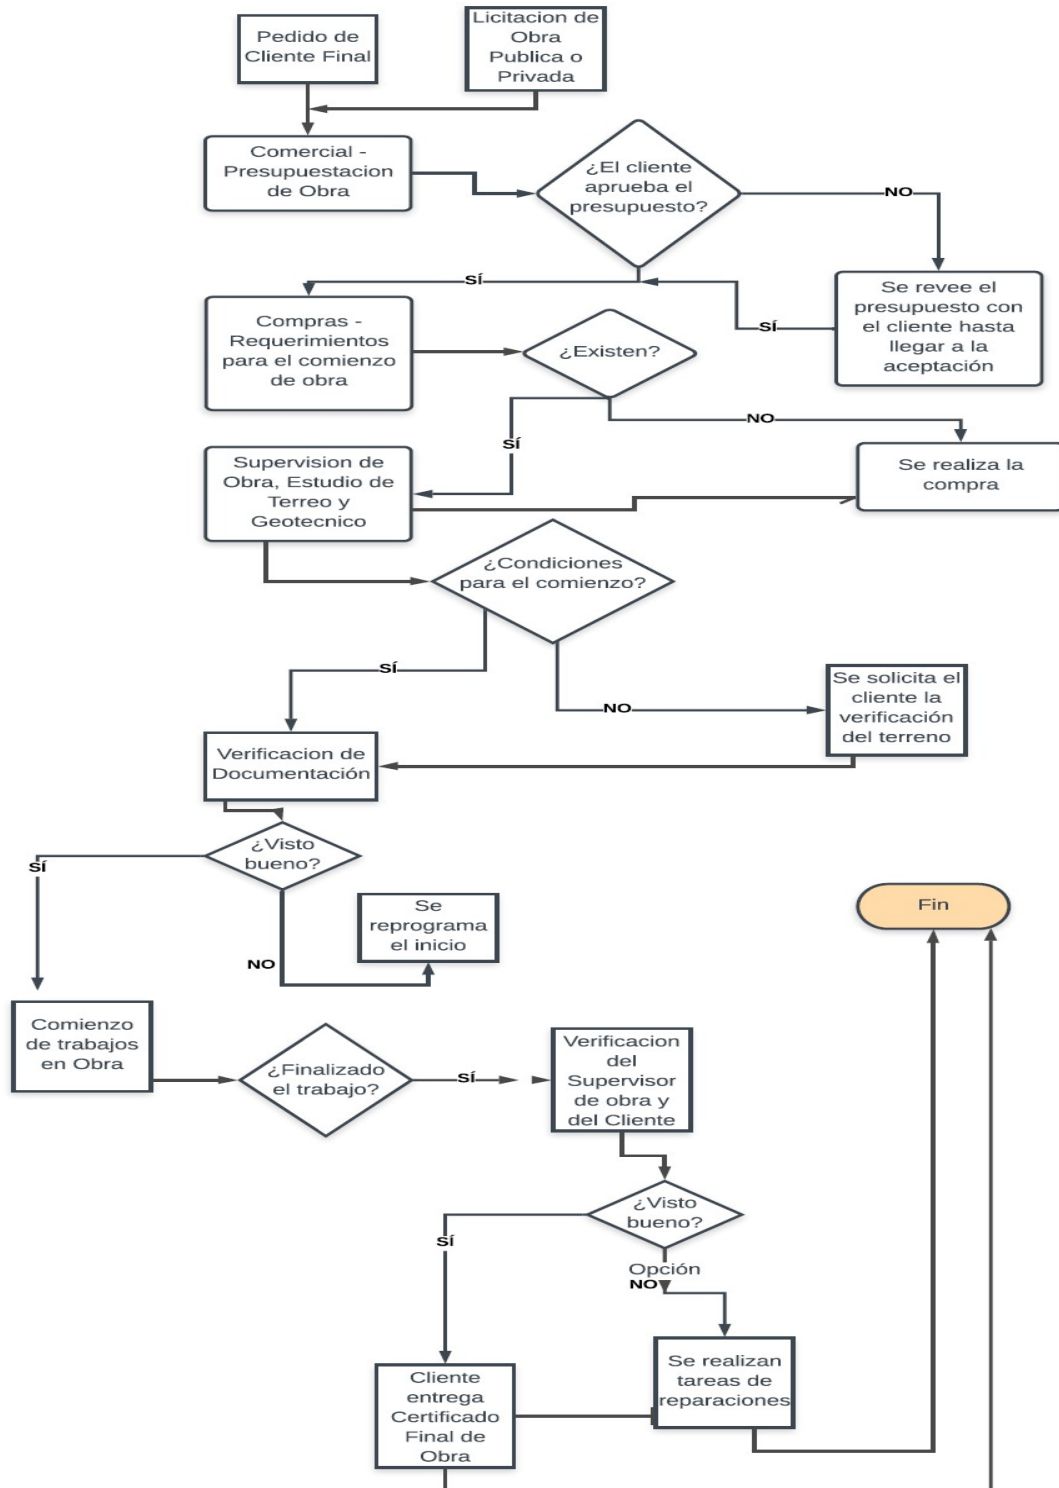 Pedido de
Cliente Final
Licitacion de
Obra
Publica o
Privada
Comercial -
Presupuestacion
de Obra
¿El cliente
aprueba el
presupuesto?
NO
SÍ
Se revee el
presupuesto con
el cliente hasta
llegar a la
aceptación
SÍ
Compras -
Requerimientos
para el comienzo
de obra
¿Existen?
NO
SÍ
Se realiza la
compra
Supervision de
Obra, Estudio de
Terreo y
Geotecnico
¿Condiciones
para el comienzo?
SÍ
NO
Se solicita el
cliente la
verificación
del terreno
Verificacion de
Documentación
¿Visto
bueno?
SÍ
NO
Se
reprograma
el inicio
Fin
Comienzo
de trabajos
en Obra
¿Finalizado
el trabajo?
SÍ
Verificacion
del
Supervisor
de obra y
del Cliente
¿Visto
bueno?
SÍ
Opción
NO
Se realizan
tareas de
reparaciones
Cliente
entrega
Certificado
Final de
Obra